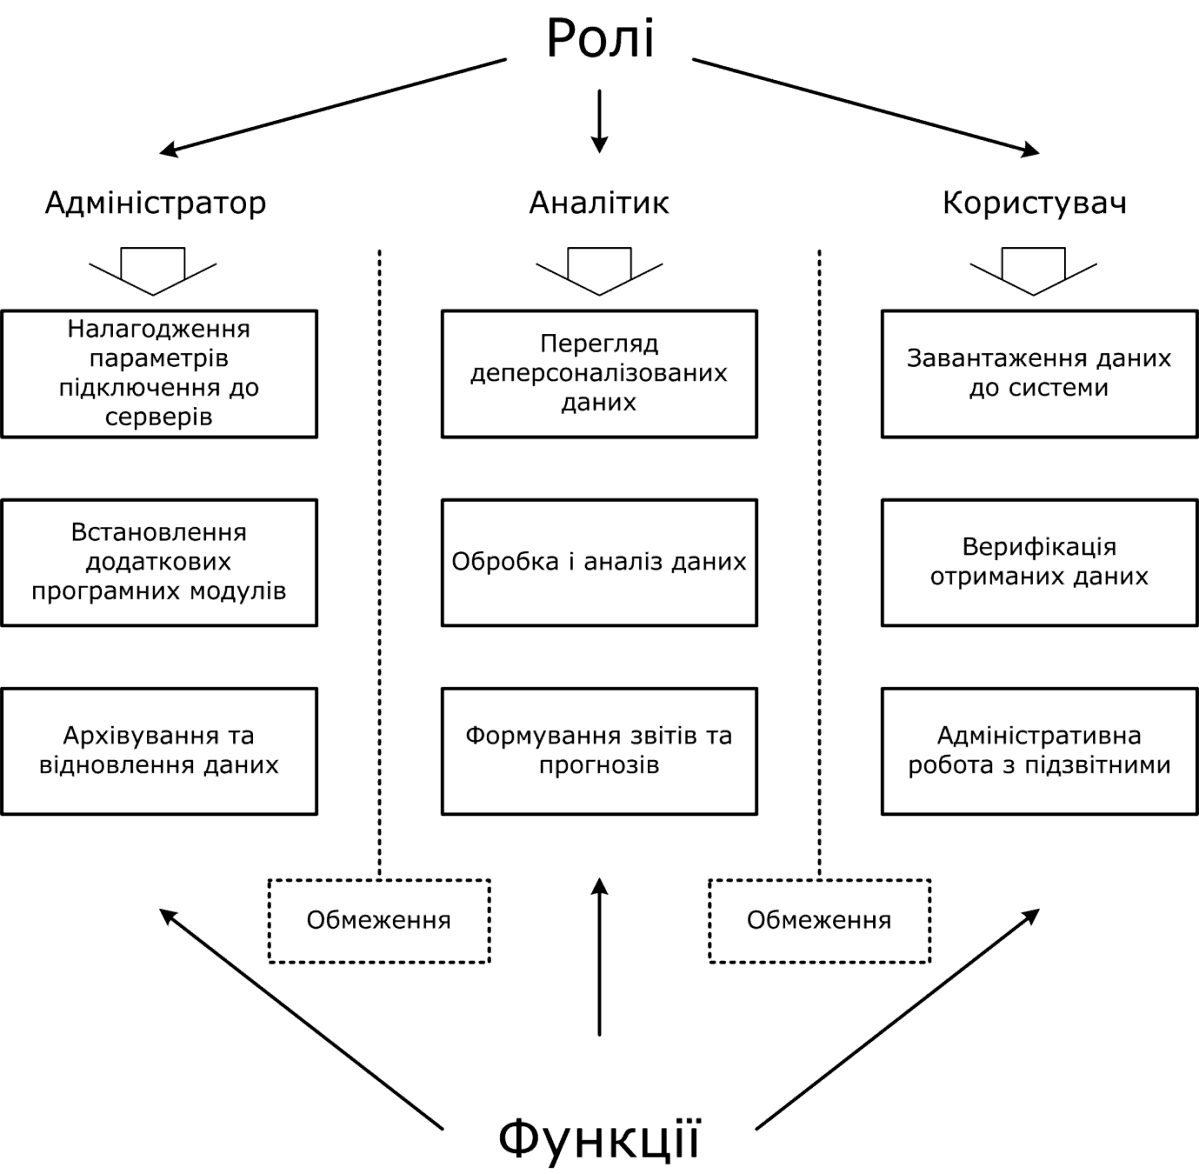 Ролі
Адміністратор
Аналітик
Користувач
Налагодження
параметрів
підключення до
серверів
Перегляд
деперсоналізованих
даних
Завантаження даних
до системи
Встановлення
додаткових
програмних модулів
Обробка і аналіз даних
Верифікація
отриманих даних
Архівування та
відновлення даних
Формування звітів та
прогнозів
Адміністративна
робота з підзвітними
Обмеження
Обмеження
Функції